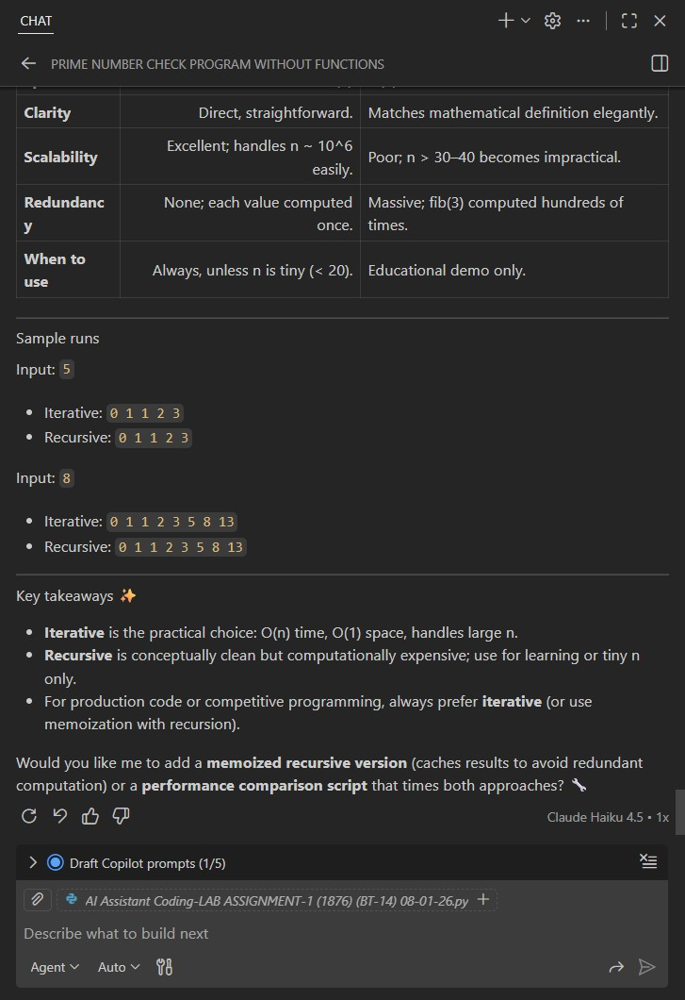 CHAT
PRIME NUMBER CHECK PROGRAM WITHOUT FUNCTIONS
Clarity Direct, straightforward. Matches mathematical definition elegantly.
Scalability Excellent; handles n ~ 10^6 easily. Poor; n > 30–40 becomes impractical.
Redundancy None; each value computed once. Massive; fib(3) computed hundreds of times.
When to use Always, unless n is tiny (< 20). Educational demo only.
Sample runs
Input: 5
• Iterative: 0 1 1 2 3
• Recursive: 0 1 1 2 3
Input: 8
• Iterative: 0 1 1 2 3 5 8 13
• Recursive: 0 1 1 2 3 5 8 13
Key takeaways ✨
• Iterative is the practical choice: O(n) time, O(1) space, handles large n.
• Recursive is conceptually clean but computationally expensive; use for learning or tiny n
only.
• For production code or competitive programming, always prefer iterative (or use
memoization with recursion).
Would you like me to add a memoized recursive version (caches results to avoid redundant
computation) or a performance comparison script that times both approaches? 🔧
Claude Haiku 4.5 • 1x
Draft Copilot prompts (1/5)
AI Assistant Coding-LAB ASSIGNMENT-1 (1876) (BT-14) 08-01-26.py
Describe what to build next
Agent Auto